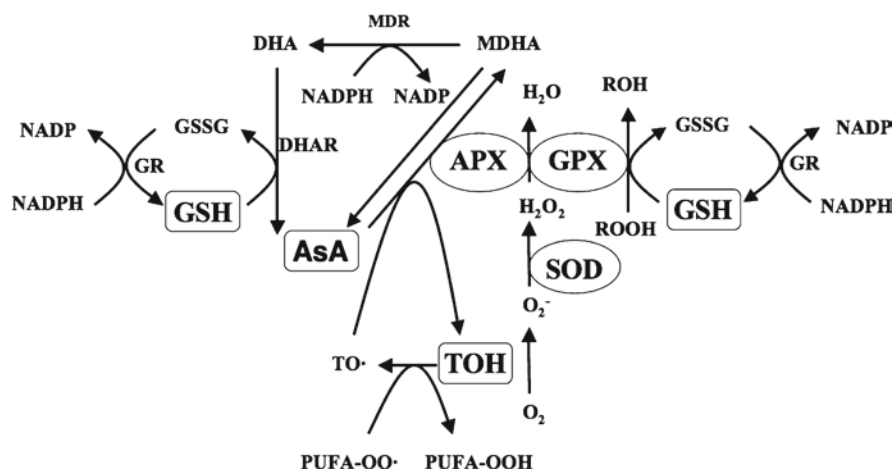 MDR
DHA
MDHA
NADPH
NADP
H₂O
ROH
NADP
GSSG
DHAR
APX
GPX
GSSG
NADP
GR
GR
NADPH
GSH
H₂O₂
ROOH
GSH
NADPH
AsA
SOD
O₂⁻
TO·
TOH
O₂
PUFA-OO·
PUFA-OOH